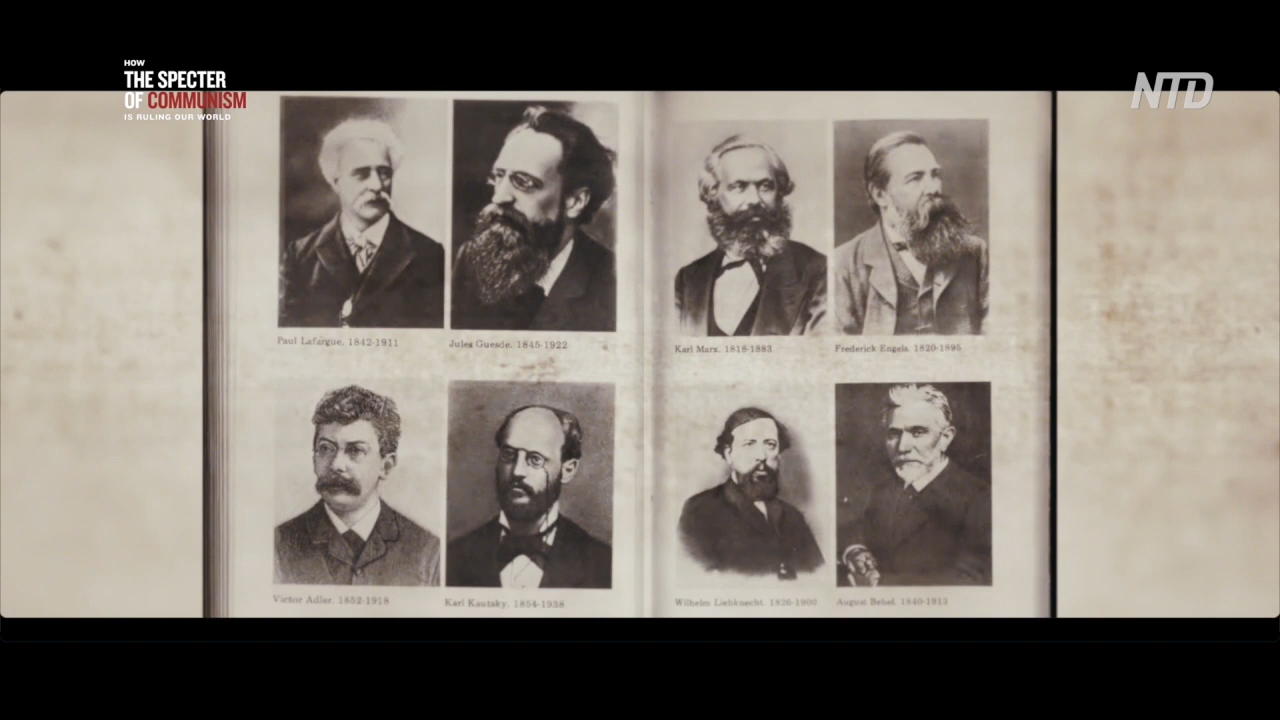 HOW
THE SPECTER
OF COMMUNISM
IS RULING OUR WORLD
NTD
Paul Lafargue. 1842-1911
Jules Guesde. 1845-1922
Karl Marx. 1818-1883
Frederick Engels. 1820-1895
Victor Adler. 1852-1918
Karl Kautsky. 1854-1938
Wilhelm Liebknecht. 1826-1900
August Bebel. 1840-1913